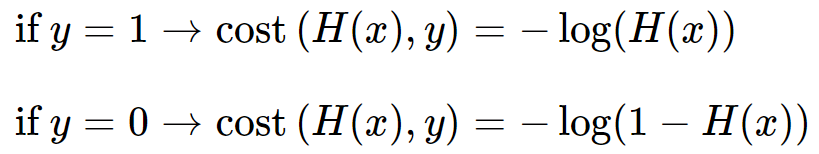 if y = 1 → cost (H(x), y) = − log(H(x))
if y = 0 → cost (H(x), y) = − log(1 − H(x))